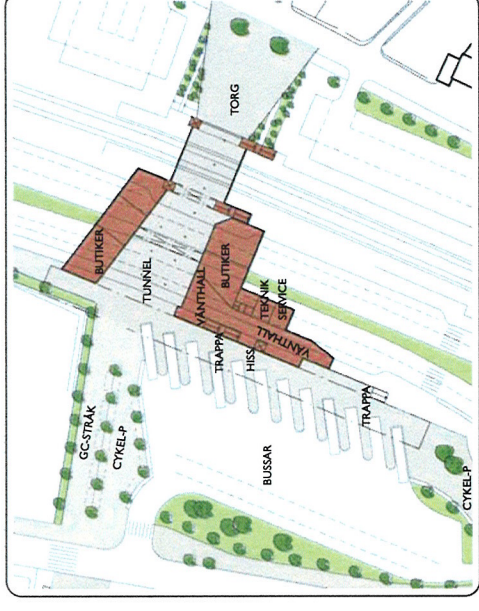 TORG
BUTIKER
TUNNEL
VÄNTHALL
BUTIKER
TEKNIK
SERVICE
TRAPPA
HISS
VÄNTHALL
GC-STRÅK
CYKEL-P
TRAPPA
BUSSAR
CYKEL-P